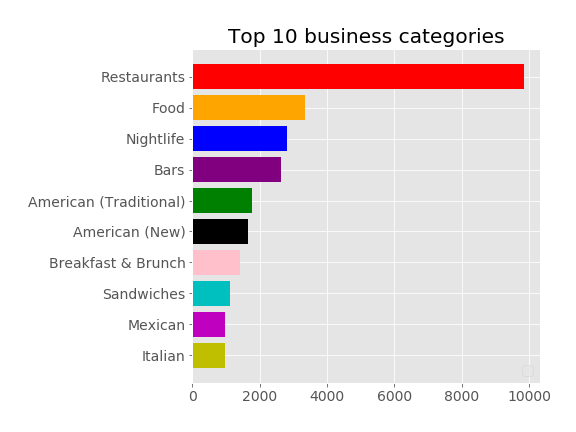 Top 10 business categories
Restaurants
Food
Nightlife
Bars
American (Traditional)
American (New)
Breakfast & Brunch
Sandwiches
Mexican
Italian
0 2000 4000 6000 8000 10000